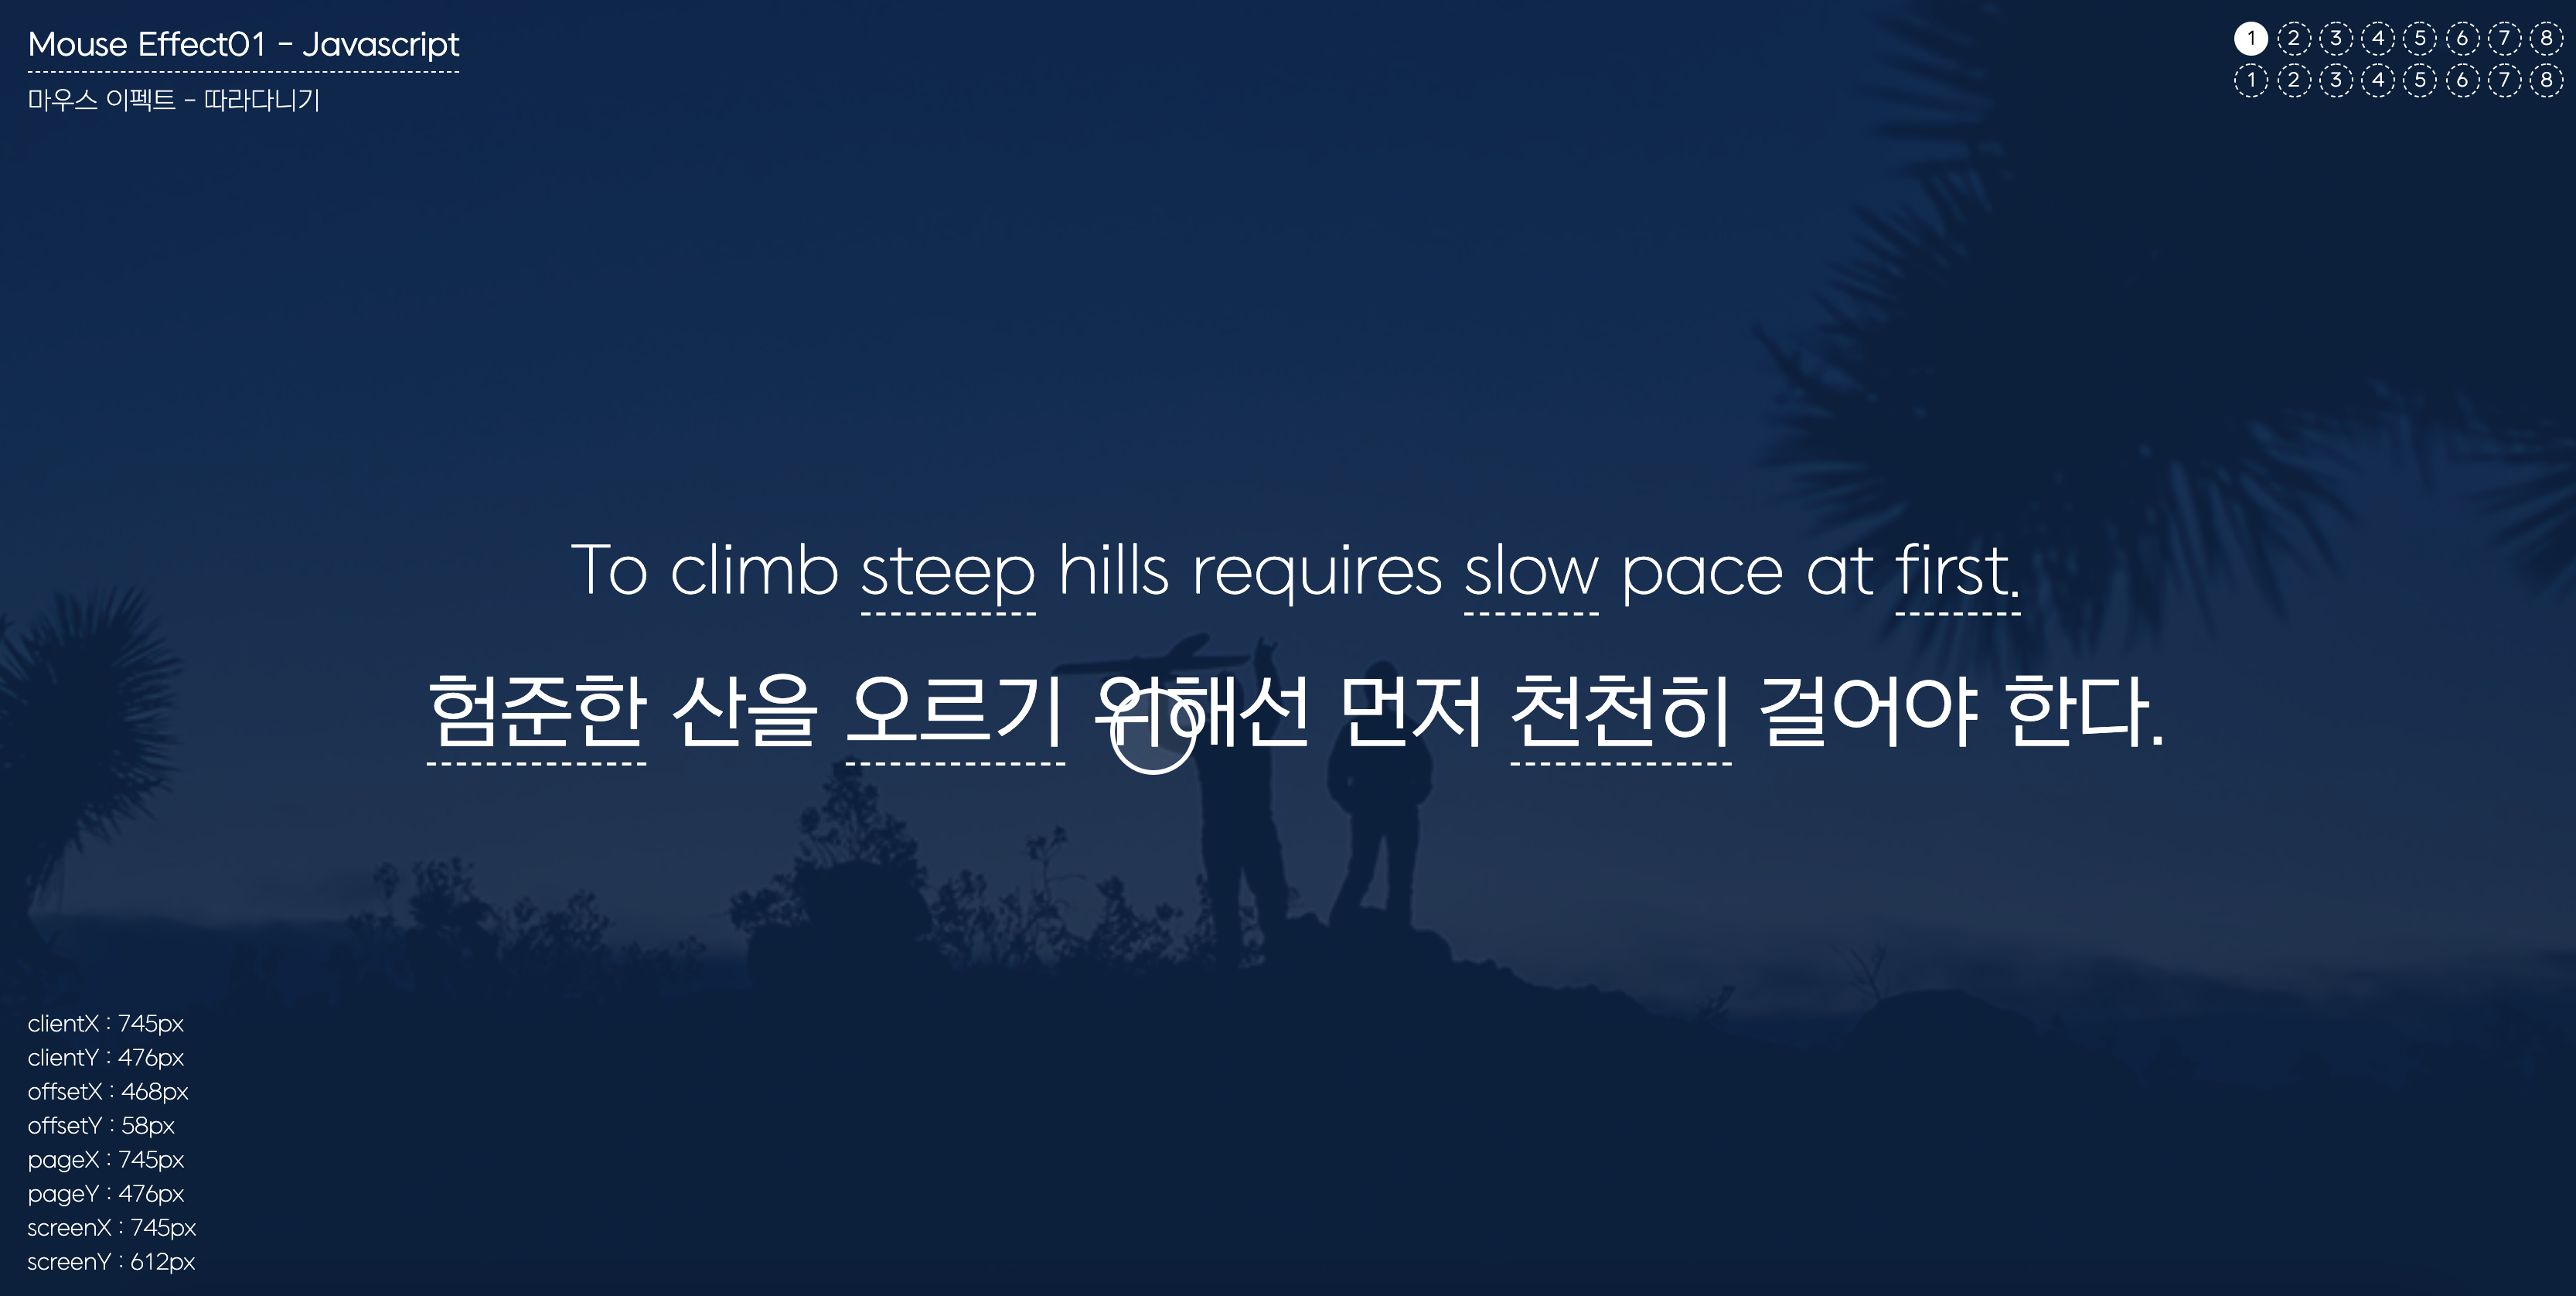 Mouse Effect01 - Javascript
마우스 이펙트 - 따라다니기
1 2 3 4 5 6 7 8
1 2 3 4 5 6 7 8
To climb steep hills requires slow pace at first.
험준한 산을 오르기 위해선 먼저 천천히 걸어야 한다.
clientX : 745px
clientY : 476px
offsetX : 468px
offsetY : 58px
pageX : 745px
pageY : 476px
screenX : 745px
screenY : 612px